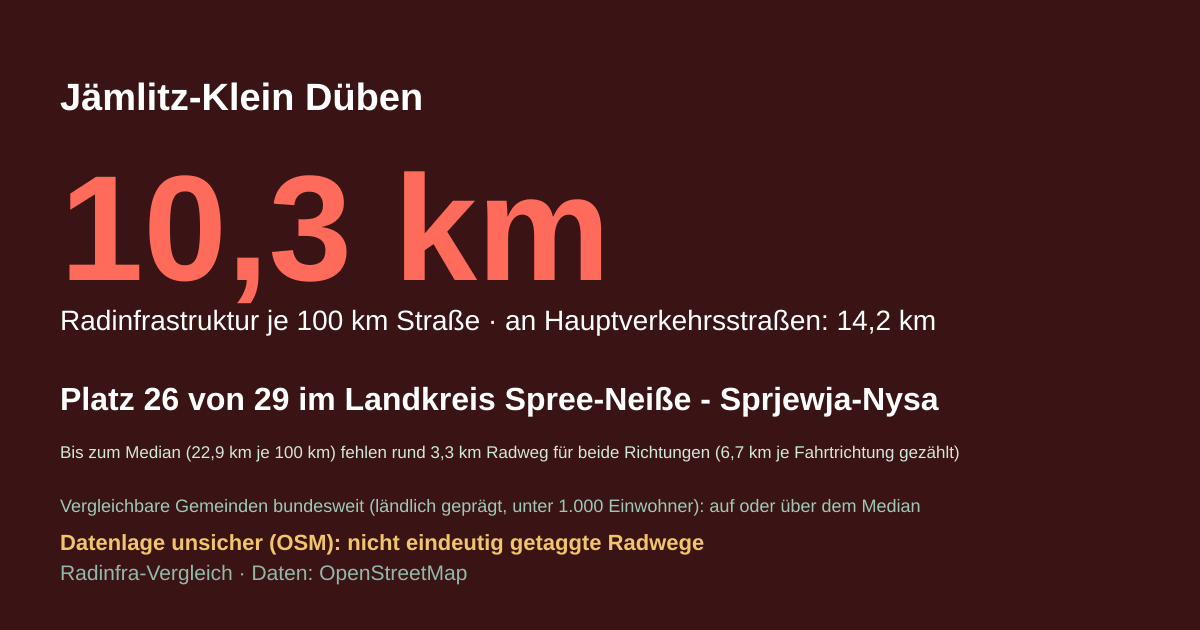 Jämlitz-Klein Düben
10,3 km
Radinfrastruktur je 100 km Straße · an Hauptverkehrsstraßen: 14,2 km
Platz 26 von 29 im Landkreis Spree-Neiße - Sprjewja-Nysa
Bis zum Median (22,9 km je 100 km) fehlen rund 3,3 km Radweg für beide Richtungen (6,7 km je Fahrtrichtung gezählt)
Vergleichbare Gemeinden bundesweit (ländlich geprägt, unter 1.000 Einwohner): auf oder über dem Median
Datenlage unsicher (OSM): nicht eindeutig getaggte Radwege
Radinfra-Vergleich · Daten: OpenStreetMap